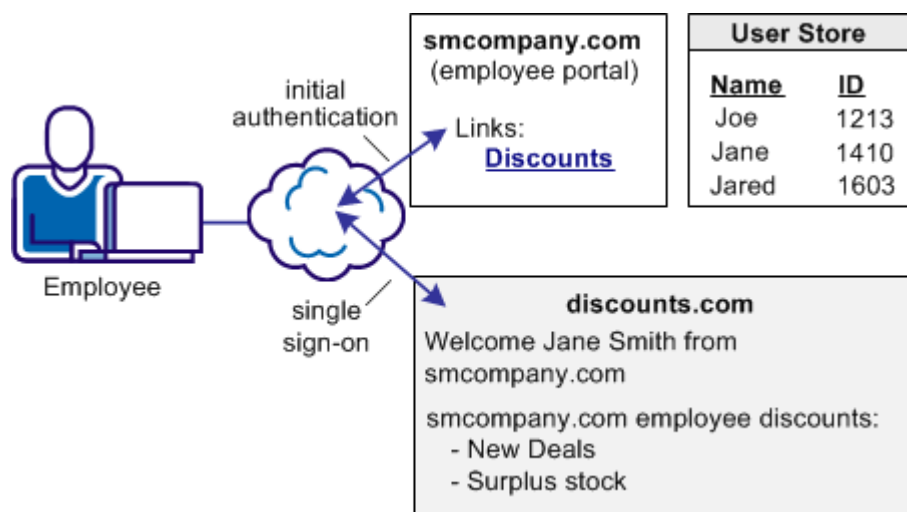 smcompany.com
(employee portal)
Links:
Discounts
User Store
Name ID
Joe 1213
Jane 1410
Jared 1603
initial
authentication
Employee
single
sign-on
discounts.com
Welcome Jane Smith from
smcompany.com
smcompany.com employee discounts:
- New Deals
- Surplus stock